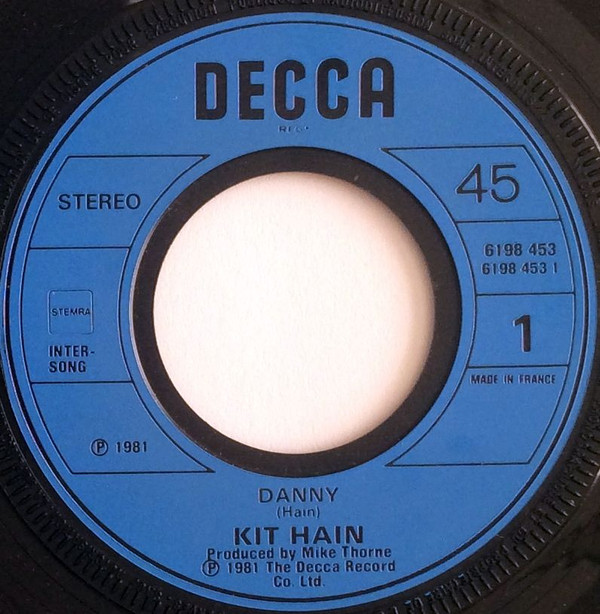 DECCA
STEREO
45
6198 453
6198 453 1
STEMRA
INTER-
SONG
1
MADE IN FRANCE
℗ 1981
DANNY
(Hain)
KIT HAIN
Produced by Mike Thorne
℗ 1981 The Decca Record
Co. Ltd.